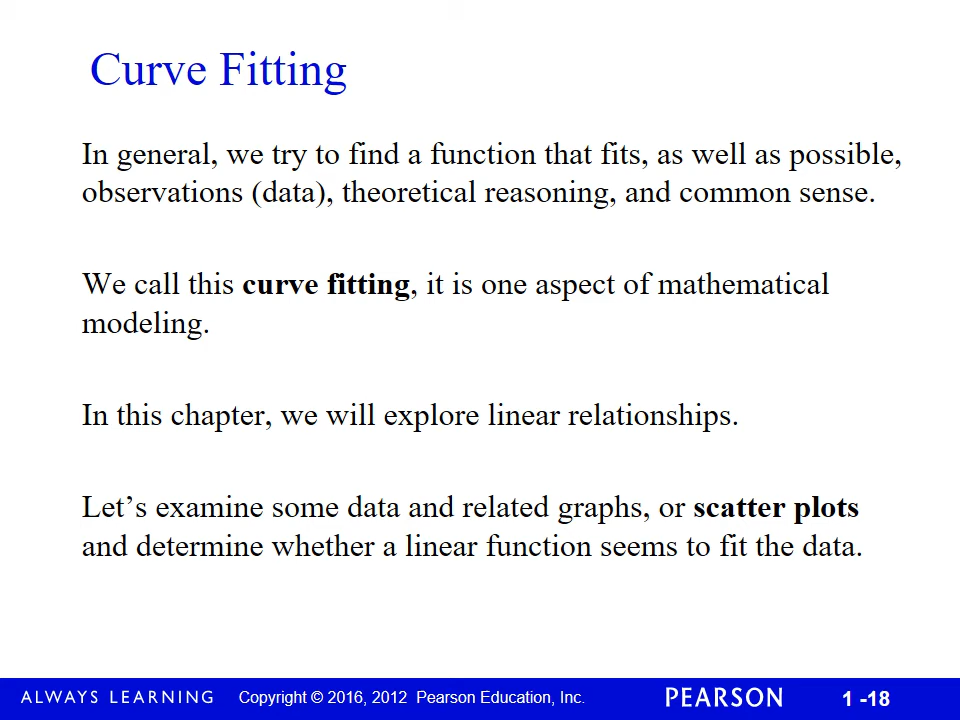 Curve Fitting
In general, we try to find a function that fits, as well as possible,
observations (data), theoretical reasoning, and common sense.
We call this curve fitting, it is one aspect of mathematical
modeling.
In this chapter, we will explore linear relationships.
Let’s examine some data and related graphs, or scatter plots
and determine whether a linear function seems to fit the data.
ALWAYS LEARNING Copyright © 2016, 2012 Pearson Education, Inc. PEARSON 1 -18